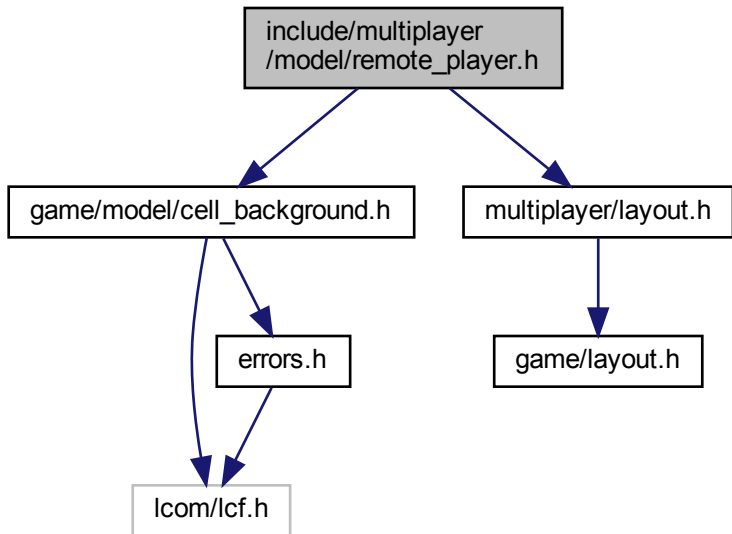 include/multiplayer
/model/remote_player.h
game/model/cell_background.h
multiplayer/layout.h
errors.h
game/layout.h
lcom/lcf.h